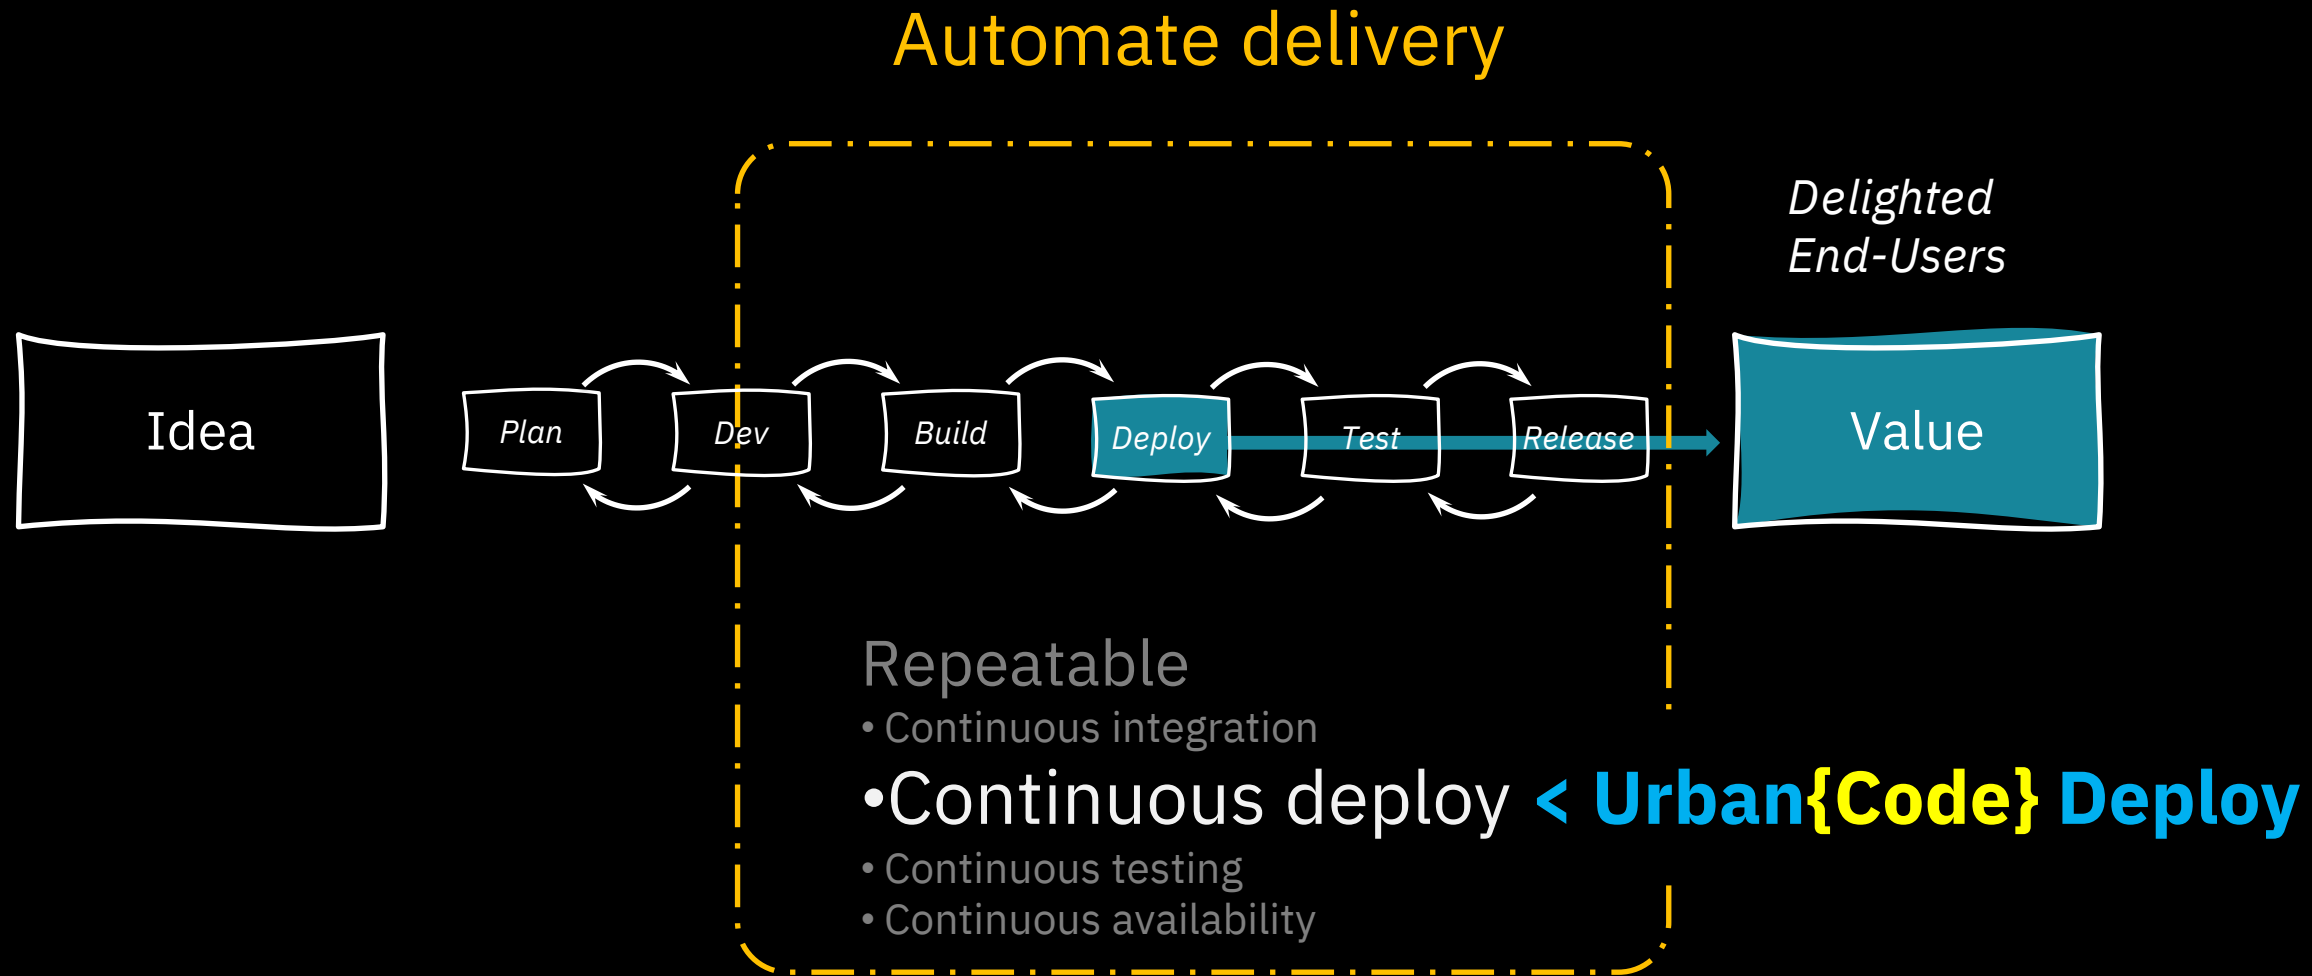 Automate delivery
Delighted
End-Users
Idea
Plan
Dev
Build
Deploy
Test
Release
Value
Repeatable
• Continuous integration
•Continuous deploy < Urban{Code} Deploy
• Continuous testing
• Continuous availability